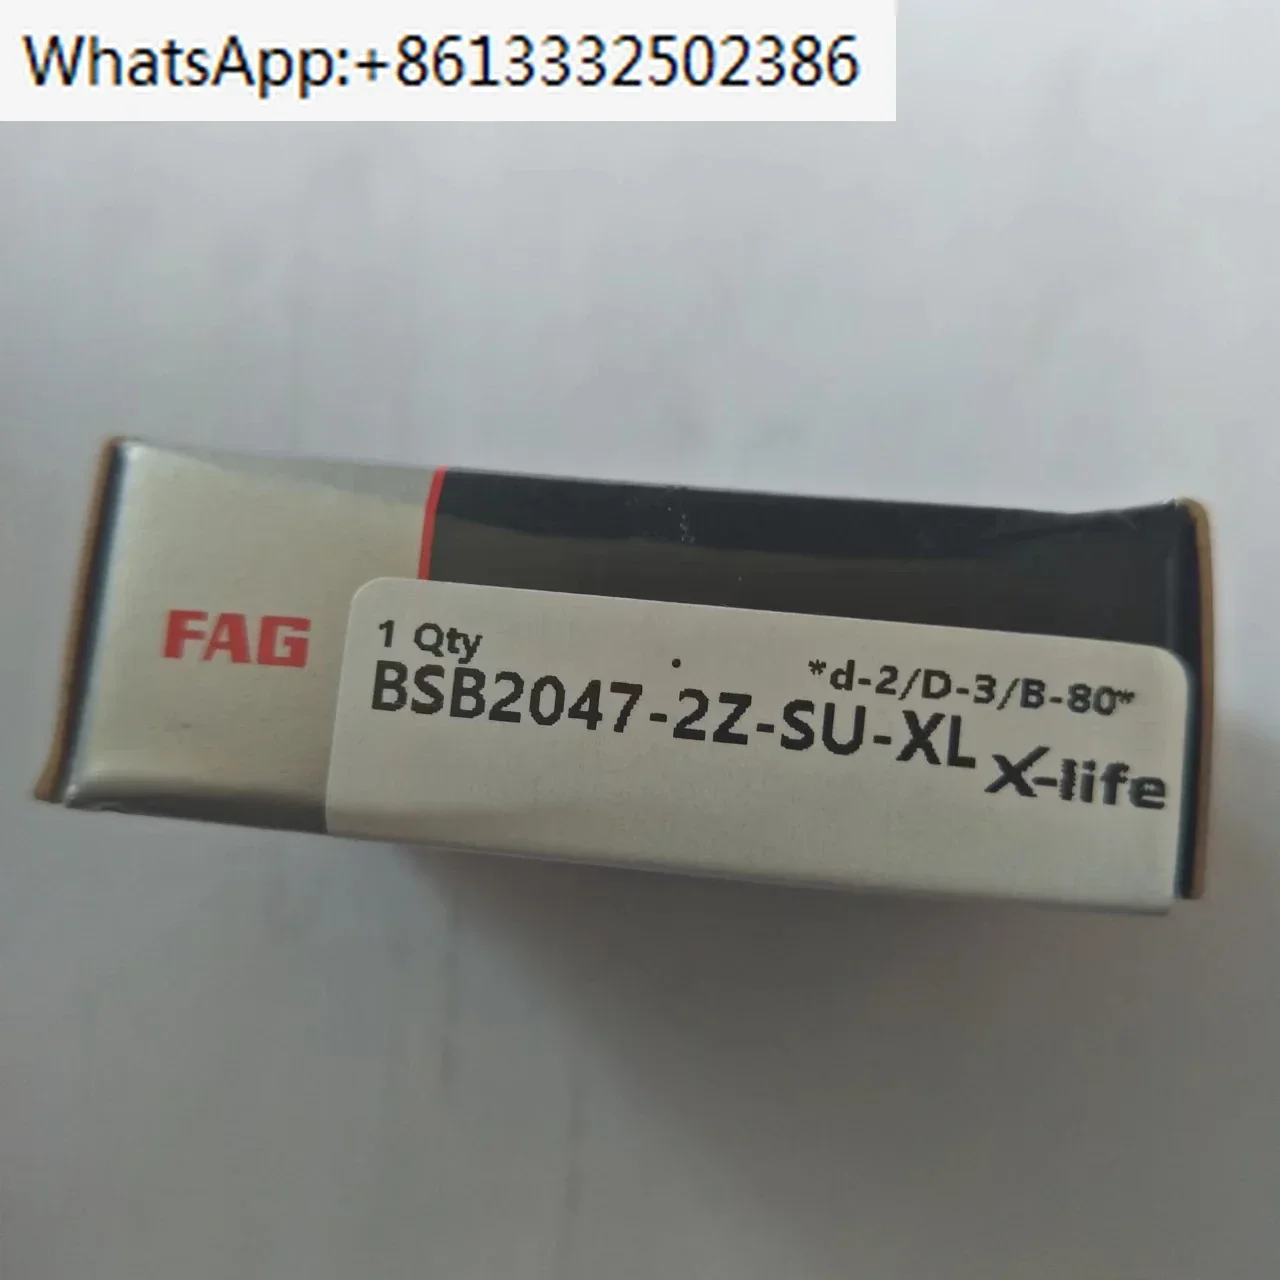 WhatsApp:+8613332502386
FAG
1 Qty
*d-2/D-3/B-80*
BSB2047-2Z-SU-XL
X-life